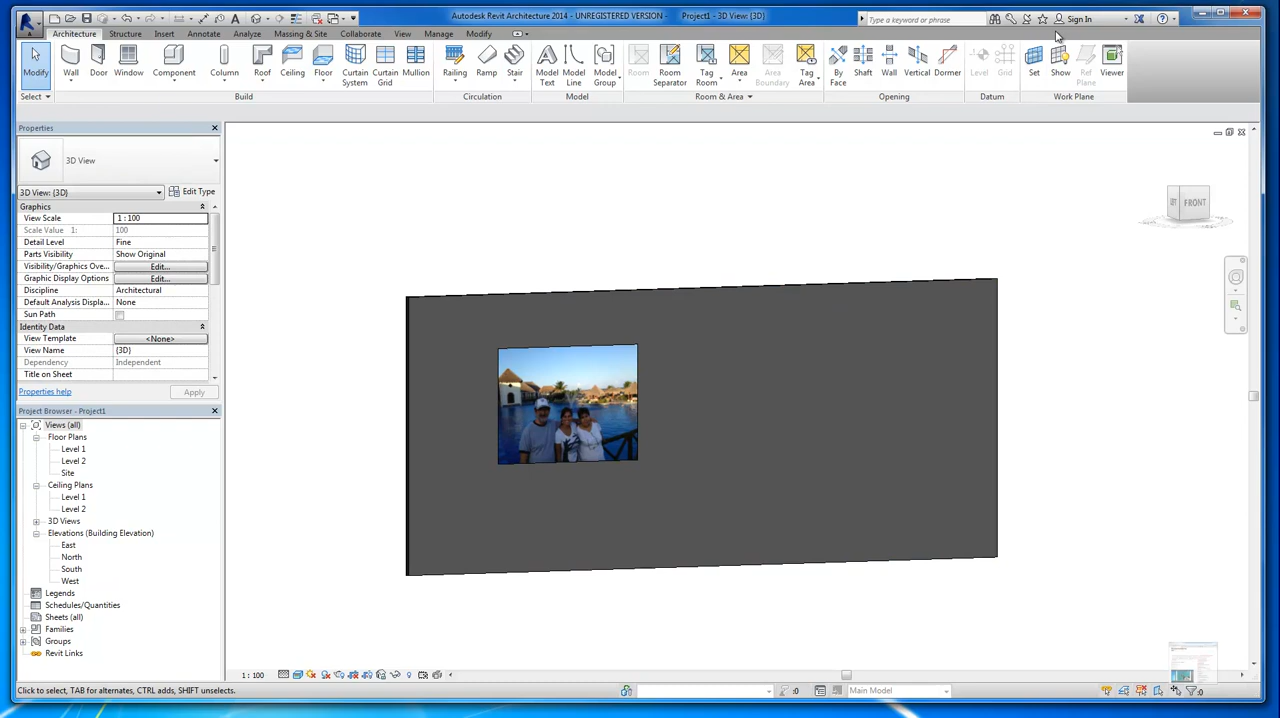 Autodesk Revit Architecture 2014 - UNREGISTERED VERSION - Project1 - 3D View: {3D}
Type a keyword or phrase
Sign In
Architecture Structure Insert Annotate Analyze Massing & Site Collaborate View Manage Modify
Modify Wall Door Window Component Column Roof Ceiling Floor Curtain System Curtain Grid Mullion Railing Ramp Stair Model Text Model Line Model Group Room Room Separator Tag Room Area Area Boundary Tag Area By Face Shaft Wall Vertical Dormer Level Grid Set Show Ref Plane Viewer
Select Build Circulation Model Room & Area Opening Datum Work Plane
Properties
3D View
3D View: {3D} Edit Type
Graphics
View Scale 1 : 100
Scale Value 1: 100
Detail Level Fine
Parts Visibility Show Original
Visibility/Graphics Ove... Edit...
Graphic Display Options Edit...
Discipline Architectural
Default Analysis Displa... None
Sun Path
Identity Data
View Template <None>
View Name {3D}
Dependency Independent
Title on Sheet
Properties help Apply
Project Browser - Project1
Views (all)
Floor Plans
Level 1
Level 2
Site
Ceiling Plans
Level 1
Level 2
3D Views
Elevations (Building Elevation)
East
North
South
West
Legends
Schedules/Quantities
Sheets (all)
Families
Groups
Revit Links
FRONT
1 : 100
Click to select, TAB for alternates, CTRL adds, SHIFT unselects.
:0
Main Model
:0